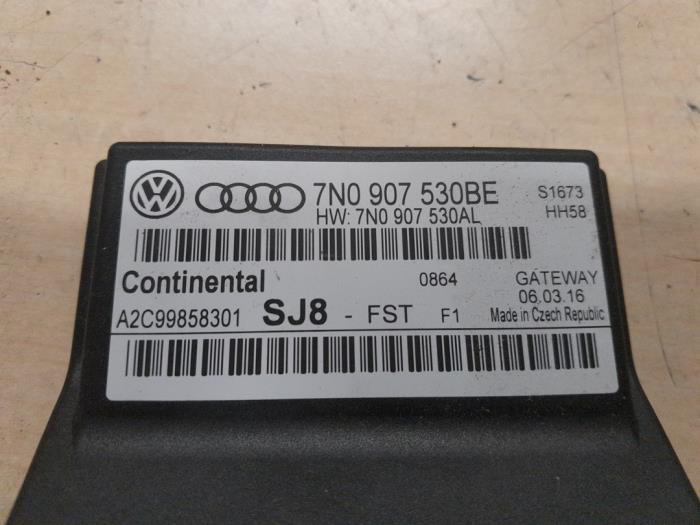 7N0 907 530BE
S1673
HW: 7N0 907 530AL
HH58
Continental
0864
GATEWAY
06.03.16
A2C99858301
SJ8 - FST F1
Made in Czech Republic